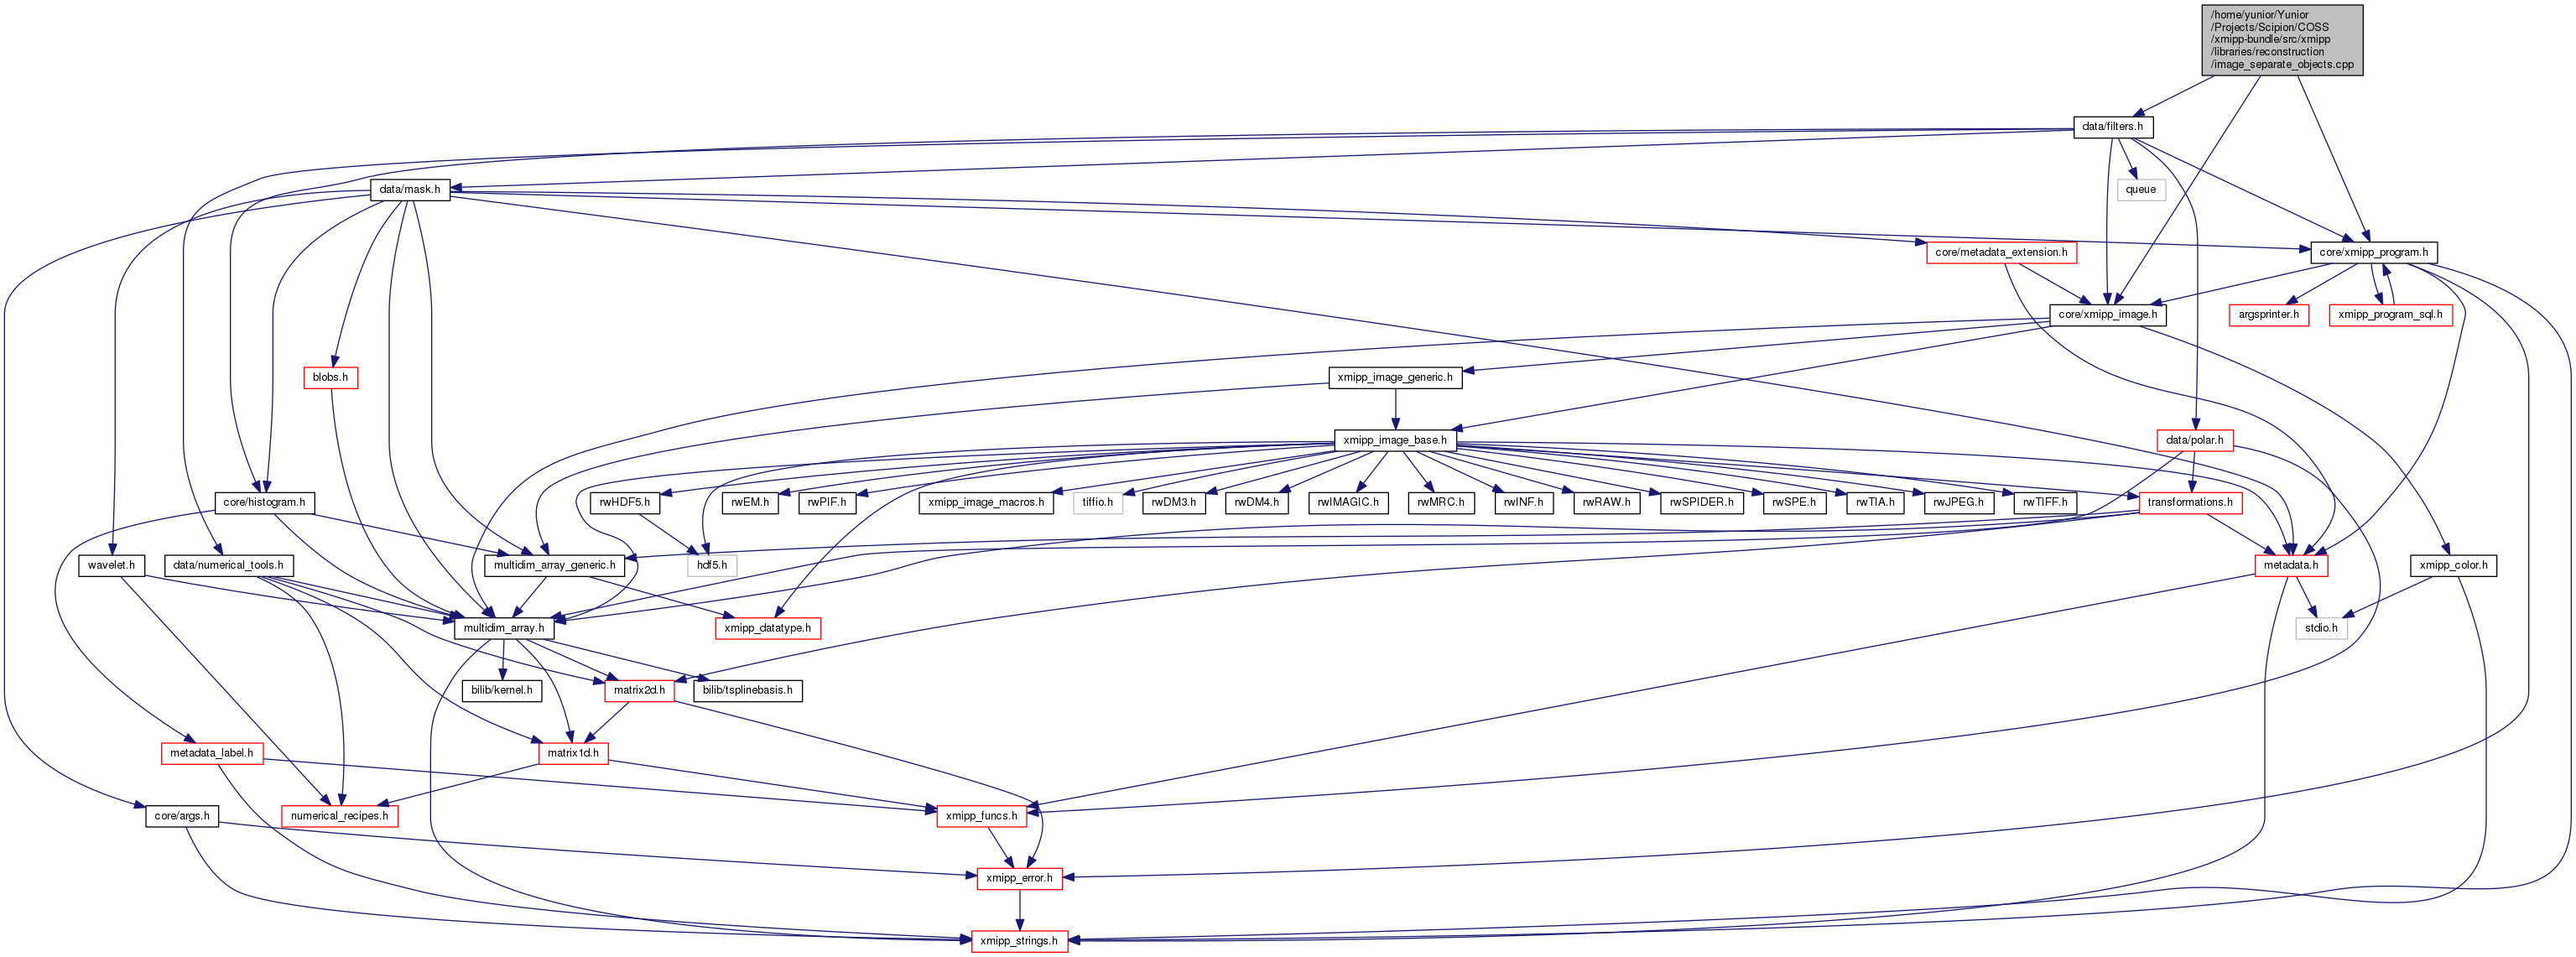 /home/yunior/Yunior
/Projects/Scipion/COSS
/xmipp-bundle/src/xmipp
/libraries/reconstruction
/image_separate_objects.cpp
data/filters.h
data/mask.h
queue
core/metadata_extension.h
core/xmipp_program.h
core/xmipp_image.h
argsprinter.h
xmipp_program_sql.h
blobs.h
xmipp_image_generic.h
xmipp_image_base.h
data/polar.h
core/histogram.h
rwHDF5.h
rwEM.h
rwPIF.h
xmipp_image_macros.h
tiffio.h
rwDM3.h
rwDM4.h
rwIMAGIC.h
rwMRC.h
rwINF.h
rwRAW.h
rwSPIDER.h
rwSPE.h
rwTIA.h
rwJPEG.h
rwTIFF.h
transformations.h
wavelet.h
data/numerical_tools.h
multidim_array_generic.h
hdf5.h
metadata.h
xmipp_color.h
multidim_array.h
xmipp_datatype.h
stdio.h
bilib/kernel.h
matrix2d.h
bilib/tsplinebasis.h
metadata_label.h
matrix1d.h
core/args.h
numerical_recipes.h
xmipp_funcs.h
xmipp_error.h
xmipp_strings.h